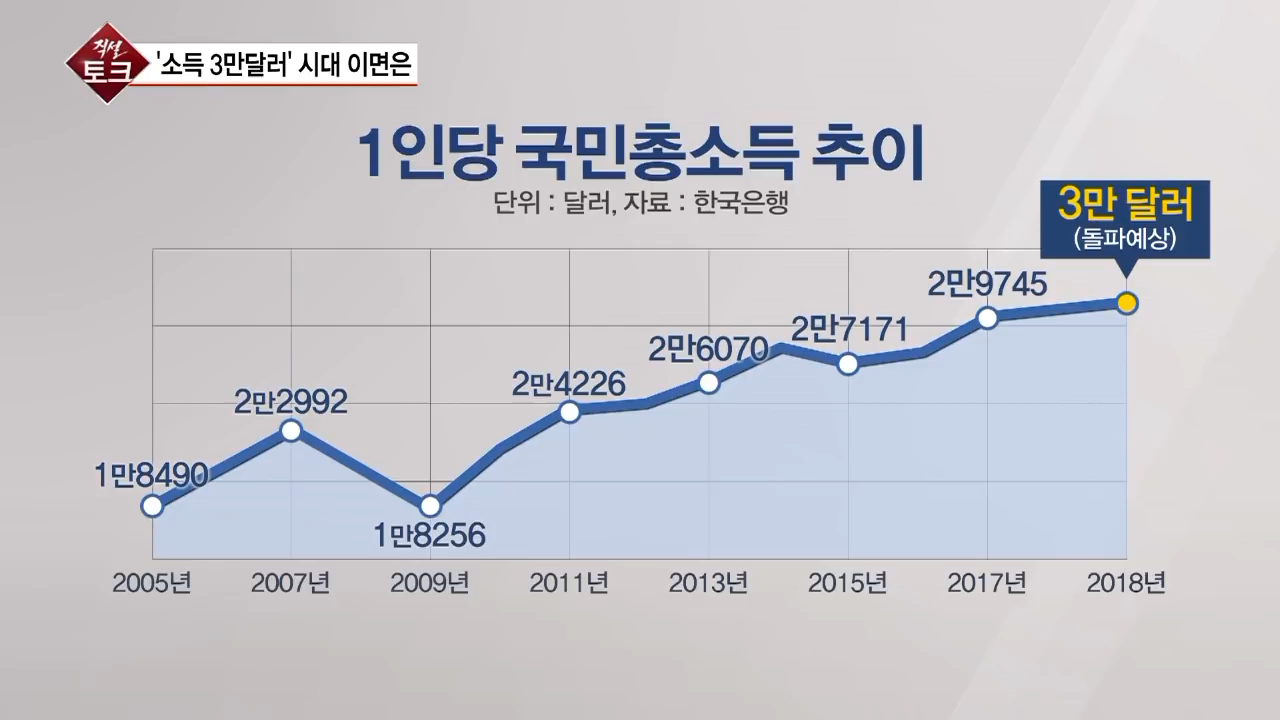 직설
토크
'소득 3만달러' 시대 이면은
1인당 국민총소득 추이
단위 : 달러, 자료 : 한국은행
3만 달러
(돌파예상)
2만9745
2만7171
2만6070
2만4226
2만2992
1만8490
1만8256
2005년 2007년 2009년 2011년 2013년 2015년 2017년 2018년